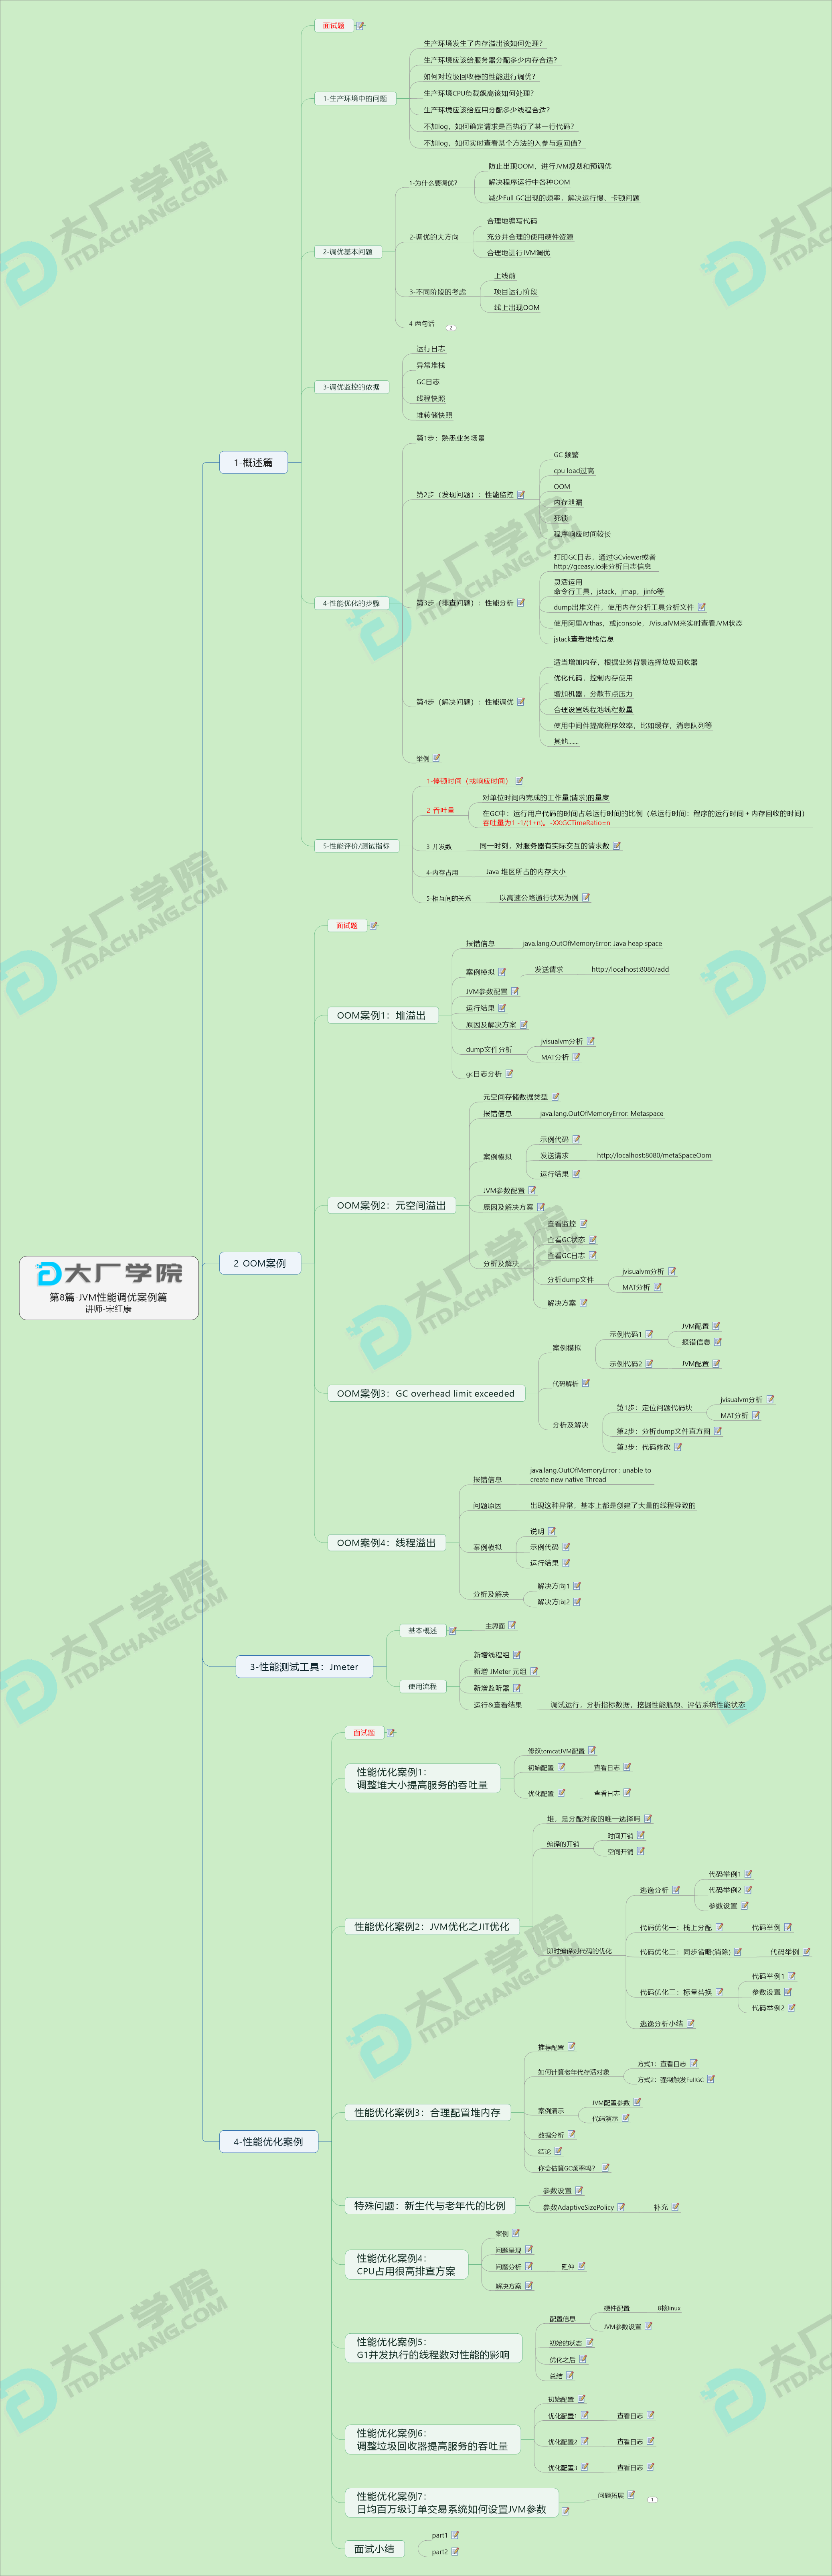 大厂学院
第8篇-JVM性能调优案例篇
讲师-宋红康
1-概述篇
面试题
1-生产环境中的问题
生产环境发生了内存溢出该如何处理?
生产环境应该给服务器分配多少内存合适?
如何对垃圾回收器的性能进行调优?
生产环境CPU负载飙高该如何处理?
生产环境应该给应用分配多少线程合适?
不加log，如何确定请求是否执行了某一行代码?
不加log，如何实时查看某个方法的入参与返回值?
2-调优基本问题
1-为什么要调优?
防止出现OOM，进行JVM规划和预调优
解决程序运行中各种OOM
减少Full GC出现的频率，解决运行慢、卡顿问题
2-调优的大方向
合理地编写代码
充分并合理的使用硬件资源
合理地进行JVM调优
3-不同阶段的考虑
上线前
项目运行阶段
线上出现OOM
4-两句话
2
3-调优监控的依据
运行日志
异常堆栈
GC日志
线程快照
堆转储快照
4-性能优化的步骤
第1步：熟悉业务场景
第2步（发现问题）：性能监控
GC 频繁
cpu load过高
OOM
内存泄漏
死锁
程序响应时间较长
第3步（排查问题）：性能分析
打印GC日志，通过GCviewer或者
http://gceasy.io来分析日志信息
灵活运用
命令行工具，jstack，jmap，jinfo等
dump出堆文件，使用内存分析工具分析文件
使用阿里Arthas，或jconsole，JVisualVM来实时查看JVM状态
jstack查看堆栈信息
第4步（解决问题）：性能调优
适当增加内存，根据业务背景选择垃圾回收器
优化代码，控制内存使用
增加机器，分散节点压力
合理设置线程池线程数量
使用中间件提高程序效率，比如缓存，消息队列等
其他......
举例
5-性能评价/测试指标
1-停顿时间（或响应时间）
2-吞吐量
对单位时间内完成的工作量(请求)的量度
在GC中：运行用户代码的时间占总运行时间的比例（总运行时间：程序的运行时间 + 内存回收的时间）
吞吐量为1 -1/(1+n)。-XX:GCTimeRatio=n
3-并发数
同一时刻，对服务器有实际交互的请求数
4-内存占用
Java 堆区所占的内存大小
5-相互间的关系
以高速公路通行状况为例
2-OOM案例
面试题
OOM案例1：堆溢出
报错信息
java.lang.OutOfMemoryError: Java heap space
案例模拟
发送请求
http://localhost:8080/add
JVM参数配置
运行结果
原因及解决方案
dump文件分析
jvisualvm分析
MAT分析
gc日志分析
OOM案例2：元空间溢出
元空间存储数据类型
报错信息
java.lang.OutOfMemoryError: Metaspace
案例模拟
示例代码
发送请求
http://localhost:8080/metaSpaceOom
运行结果
JVM参数配置
原因及解决方案
分析及解决
查看监控
查看GC状态
查看GC日志
分析dump文件
jvisualvm分析
MAT分析
解决方案
OOM案例3：GC overhead limit exceeded
案例模拟
示例代码1
JVM配置
报错信息
示例代码2
JVM配置
代码解析
分析及解决
第1步：定位问题代码块
jvisualvm分析
MAT分析
第2步：分析dump文件直方图
第3步：代码修改
OOM案例4：线程溢出
报错信息
java.lang.OutOfMemoryError : unable to
create new native Thread
问题原因
出现这种异常，基本上都是创建了大量的线程导致的
案例模拟
说明
示例代码
运行结果
分析及解决
解决方向1
解决方向2
3-性能测试工具：Jmeter
基本概述
主界面
使用流程
新增线程组
新增 JMeter 元组
新增监听器
运行&查看结果
调试运行，分析指标数据，挖掘性能瓶颈，评估系统性能状态
4-性能优化案例
面试题
性能优化案例1：
调整堆大小提高服务的吞吐量
修改tomcatJVM配置
初始配置
查看日志
优化配置
查看日志
性能优化案例2：JVM优化之JIT优化
堆，是分配对象的唯一选择吗
编译的开销
时间开销
空间开销
即时编译对代码的优化
逃逸分析
代码举例1
代码举例2
参数设置
代码优化一：栈上分配
代码举例
代码优化二：同步省略(消除)
代码举例
代码优化三：标量替换
代码举例1
参数设置
代码举例2
逃逸分析小结
性能优化案例3：合理配置堆内存
推荐配置
如何计算老年代存活对象
方式1：查看日志
方式2：强制触发FullGC
案例演示
JVM配置参数
代码演示
数据分析
结论
你会估算GC频率吗?
特殊问题：新生代与老年代的比例
参数设置
参数AdaptiveSizePolicy
补充
性能优化案例4：
CPU占用很高排查方案
案例
问题呈现
问题分析
延伸
解决方案
性能优化案例5：
G1并发执行的线程数对性能的影响
配置信息
硬件配置
8核linux
JVM参数设置
初始的状态
优化之后
总结
性能优化案例6：
调整垃圾回收器提高服务的吞吐量
初始配置
优化配置1
查看日志
优化配置2
查看日志
优化配置3
查看日志
性能优化案例7：
日均百万级订单交易系统如何设置JVM参数
问题拓展
1
面试小结
part1
part2
大厂学院
ITDACHANG.COM